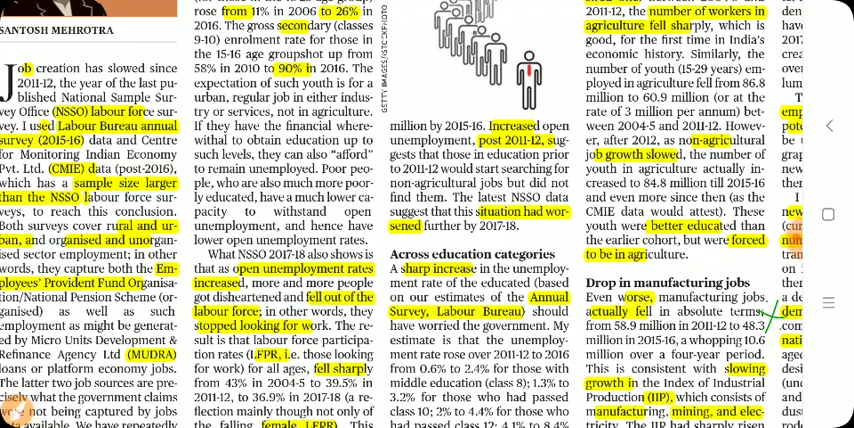 SANTOSH MEHROTRA
Job creation has slowed since
2011-12, the year of the last pu-
blished National Sample Sur-
vey Office (NSSO) labour force sur-
vey. I used Labour Bureau annual
survey (2015-16) data and Centre
for Monitoring Indian Economy
Pvt. Ltd. (CMIE) data (post-2016),
which has a sample size larger
than the NSSO labour force sur-
veys, to reach this conclusion.
Both surveys cover rural and ur-
ban, and organised and unorgan-
ised sector employment; in other
words, they capture both the Em-
ployees' Provident Fund Organisa-
tion/National Pension Scheme (or-
ganised) as well as such
employment as might be generat-
ed by Micro Units Development &
Refinance Agency Ltd (MUDRA)
loans or platform economy jobs.
The latter two job sources are pre-
cisely what the government claims
were not being captured by jobs
data available. We have repeatedly
rose from 11% in 2006 to 26% in
2016. The gross secondary (classes
9-10) enrolment rate for those in
the 15-16 age group shot up from
58% in 2010 to 90% in 2016. The
expectation of such youth is for a
urban, regular job in either indus-
try or services, not in agriculture.
If they have the financial where-
withal to obtain education up to
such levels, they can also “afford”
to remain unemployed. Poor peo-
ple, who are also much more poor-
ly educated, have a much lower ca-
pacity to withstand open
unemployment, and hence have
lower open unemployment rates.
What NSSO 2017-18 also shows is
that as open unemployment rates
increased, more and more people
got disheartened and fell out of the
labour force; in other words, they
stopped looking for work. The re-
sult is that labour force participa-
tion rates (LFPR, i.e. those looking
for work) for all ages, fell sharply
from 43% in 2004-5 to 39.5% in
2011-12, to 36.9% in 2017-18 (a re-
flection mainly though not only of
the falling female LFPR). This
GETTY IMAGES/ISTOCKPHOTO
million by 2015-16. Increased open
unemployment, post 2011-12, sug-
gests that those in education prior
to 2011-12 would start searching for
non-agricultural jobs but did not
find them. The latest NSSO data
suggest that this situation had wor-
sened further by 2017-18.
Across education categories
A sharp increase in the unemploy-
ment rate of the educated (based
on our estimates of the Annual
Survey, Labour Bureau) should
have worried the government. My
estimate is that the unemploy-
ment rate rose over 2011-12 to 2016
from 0.6% to 2.4% for those with
middle education (class 8); 1.3% to
3.2% for those who had passed
class 10; 2% to 4.4% for those who
had passed class 12; 4.1% to 8.4%
2011-12, the number of workers in
agriculture fell sharply, which is
good, for the first time in India's
economic history. Similarly, the
number of youth (15-29 years) em-
ployed in agriculture fell from 86.8
million to 60.9 million (or at the
rate of 3 million per annum) bet-
ween 2004-5 and 2011-12. Howev-
er, after 2012, as non-agricultural
job growth slowed, the number of
youth in agriculture actually in-
creased to 84.8 million till 2015-16
and even more since then (as the
CMIE data would attest). These
youth were better educated than
the earlier cohort, but were forced
to be in agriculture.
Drop in manufacturing jobs
Even worse, manufacturing jobs
actually fell in absolute terms,
from 58.9 million in 2011-12 to 48.3
million in 2015-16, a whopping 10.6
million over a four-year period.
This is consistent with slowing
growth in the Index of Industrial
Production (IIP), which consists of
manufacturing, mining, and elec-
tricity. The IIP had sharply risen